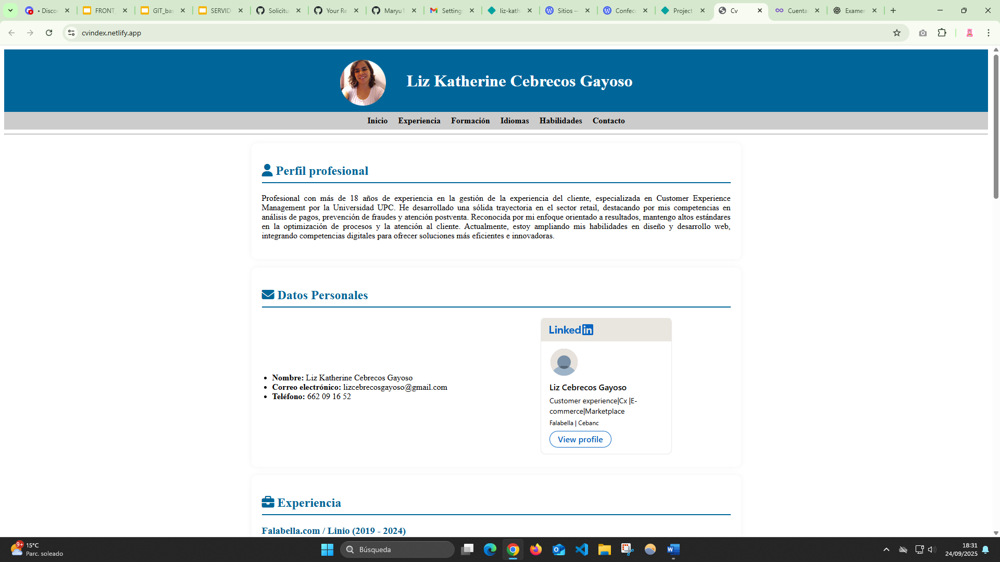 Disco
FRONT_
GIT_bas
SERVID
Solicitu
Your Re
Maryu1
Setting
liz-kath
Sitios —
Confec
Project
Cv
Cuenta
Examen
cvindex.netlify.app
Liz Katherine Cebrecos Gayoso
Inicio Experiencia Formación Idiomas Habilidades Contacto
Perfil profesional
Profesional con más de 18 años de experiencia en la gestión de la experiencia del cliente, especializada en Customer Experience
Management por la Universidad UPC. He desarrollado una sólida trayectoria en el sector retail, destacando por mis competencias en
análisis de pagos, prevención de fraudes y atención postventa. Reconocida por mi enfoque orientado a resultados, mantengo altos estándares
en la optimización de procesos y la atención al cliente. Actualmente, estoy ampliando mis habilidades en diseño y desarrollo web,
integrando competencias digitales para ofrecer soluciones más eficientes e innovadoras.
Datos Personales
Nombre: Liz Katherine Cebrecos Gayoso
Correo electrónico: lizcebrecosgayoso@gmail.com
Teléfono: 662 09 16 52
Linkedin
Liz Cebrecos Gayoso
Customer experience|Cx |E-
commerce|Marketplace
Falabella | Cebanc
View profile
Experiencia
Falabella.com / Linio (2019 - 2024)
9+
15°C
Parc. soleado
Búsqueda
18:31
24/09/2025